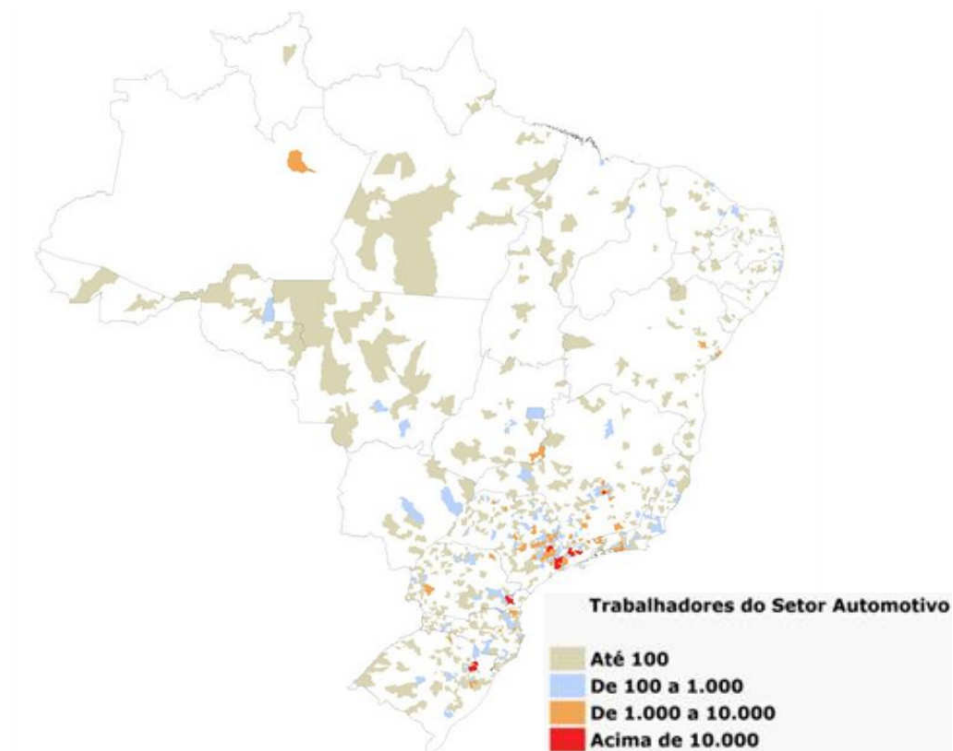 Trabalhadores do Setor Automotivo
Até 100
De 100 a 1.000
De 1.000 a 10.000
Acima de 10.000